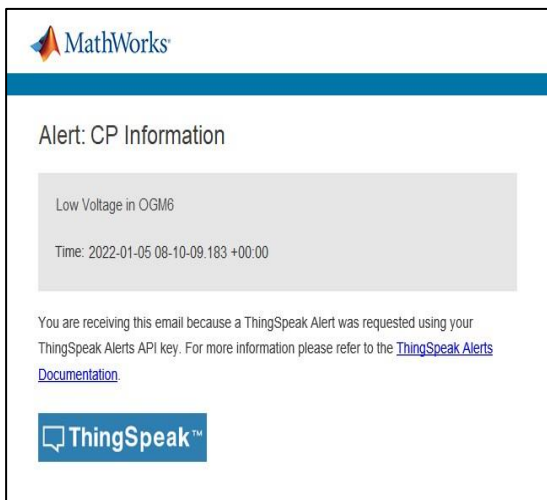 MathWorks®
Alert: CP Information
Low Voltage in OGM6
Time: 2022-01-05 08-10-09.183 +00:00
You are receiving this email because a ThingSpeak Alert was requested using your
ThingSpeak Alerts API key. For more information please refer to the ThingSpeak Alerts
Documentation.
ThingSpeak™